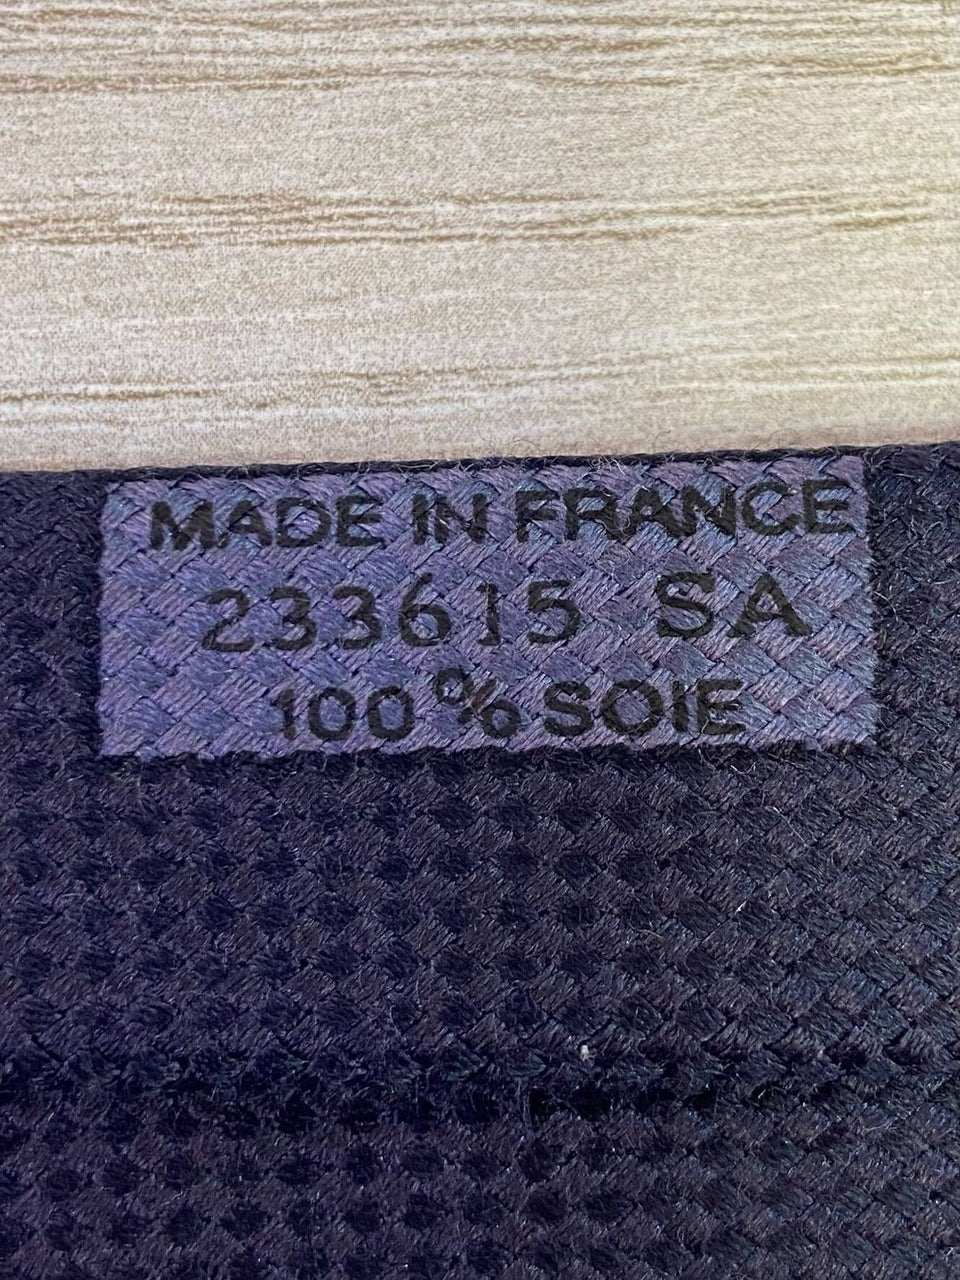 MADE IN FRANCE
233615 SA
100% SOIE